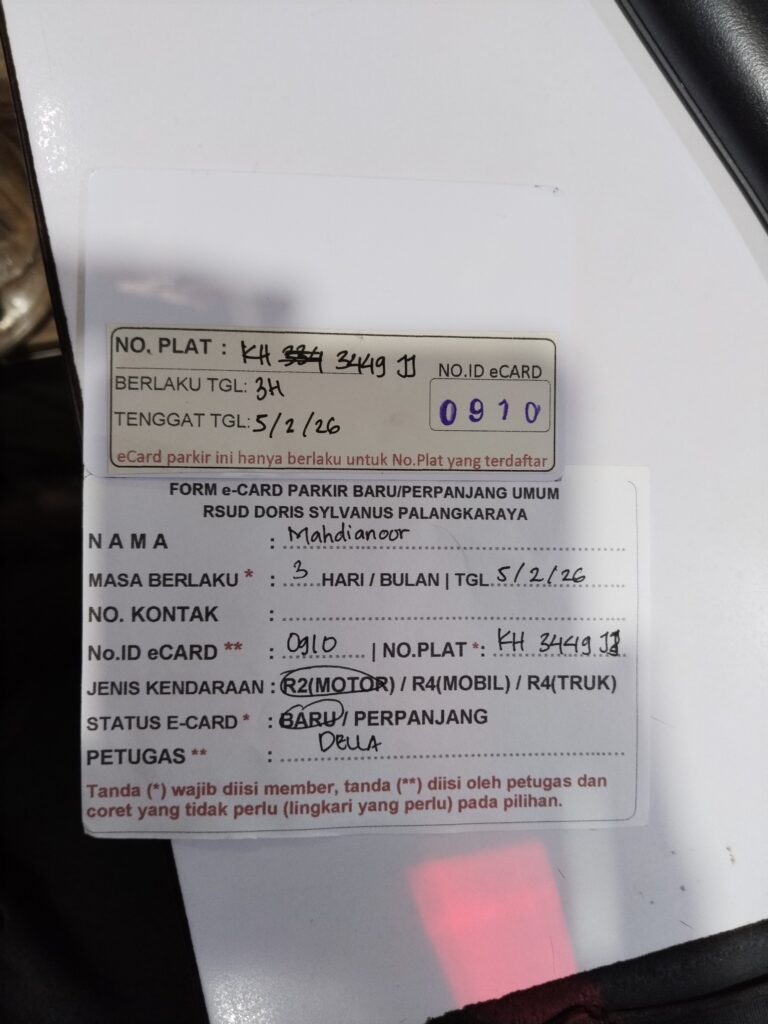 NO. PLAT : KH 3449 JJ
NO.ID eCARD
BERLAKU TGL: 3H
0910
TENGGAT TGL: 5/2/26
eCard parkir ini hanya berlaku untuk No.Plat yang terdaftar
FORM e-CARD PARKIR BARU/PERPANJANG UMUM
RSUD DORIS SYLVANUS PALANGKARAYA
NAMA : Mahdianoor
MASA BERLAKU * : 3 HARI / BULAN | TGL 5/2/26
NO. KONTAK :
No.ID eCARD ** : 0910 | NO.PLAT *: KH 3449 JJ
JENIS KENDARAAN : R2(MOTOR) / R4(MOBIL) / R4(TRUK)
STATUS E-CARD * : BARU / PERPANJANG
PETUGAS ** : DELLA
Tanda (*) wajib diisi member, tanda (**) diisi oleh petugas dan
coret yang tidak perlu (lingkari yang perlu) pada pilihan.